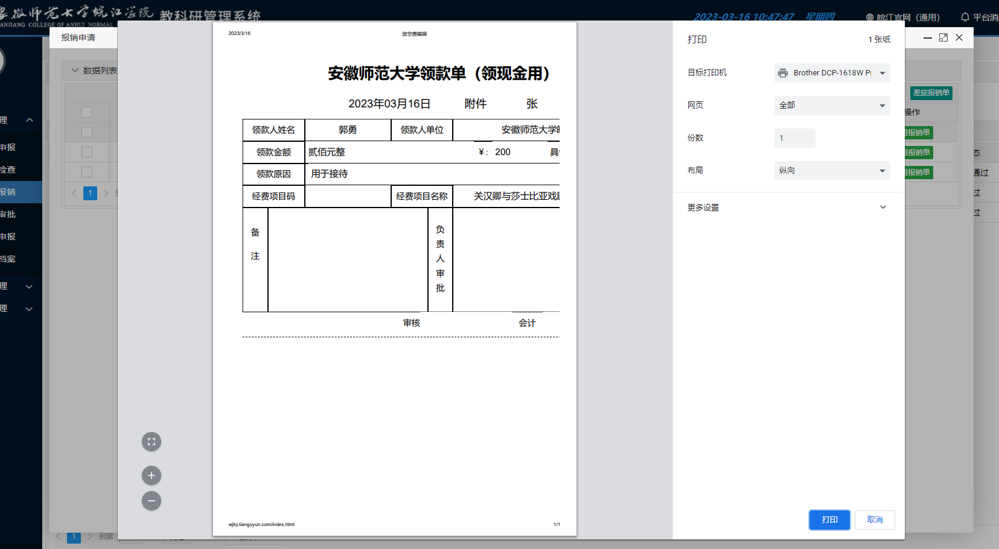 安徽师范大学皖江学院 教科研管理系统
ANJIANG COLLEGE OF ANHUI NORMAL
2023-03-16 10:47:47 星期四
皖江官网（通用）
平台消
报销申请
数据列表
理
申报
检查
报销
审批
申报
档案
理
理
1
到
2023/3/16
放空费编辑
安徽师范大学领款单（领现金用）
2023年03月16日 附件 张
领款人姓名 郭勇 领款人单位 安徽师范大学
领款金额 贰佰元整 ¥： 200
领款原因 用于接待
经费项目码 经费项目名称 关汉卿与莎士比亚戏
备注
负责人审批
审核 会计
wjky.tianguyun.com/index.html
1/1
打印
1 张纸
目标打印机 Brother DCP-1618W Pr
网页 全部
份数 1
布局 纵向
更多设置
打印 取消
差旅报销单
操作
报销单
报销单
报销单
态
通过
过
过
1
到第